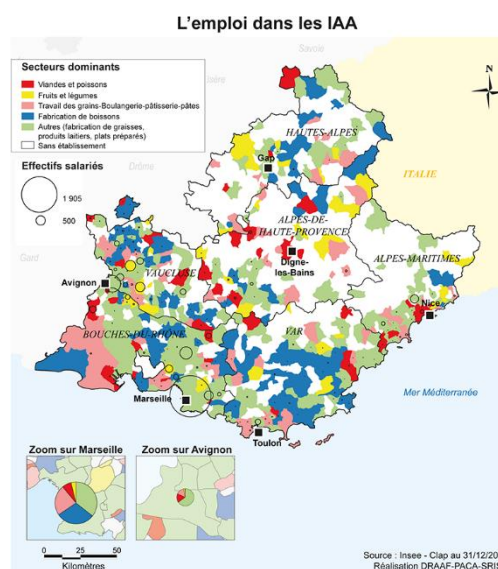 L'emploi dans les IAA
Savoie
Isère
Secteurs dominants
Viandes et poissons
Fruits et légumes
Travail des grains-Boulangerie-pâtisserie-pâtes
Fabrication de boissons
Autres (fabrication de graisses,
produits laitiers, plats préparés)
Sans établissement
Effectifs salariés
1 905
500
HAUTES-ALPES
Gap
ITALIE
Drôme
ALPES-DE-
HAUTE-PROVENCE
Gard
Digne-
les-Bains
ALPES-MARITIMES
VAUCLUSE
Avignon
Nice
BOUCHES-DU-RHÔNE
VAR
Mer Méditerranée
Marseille
Toulon
Zoom sur Marseille
Zoom sur Avignon
0 25 50
Kilomètres
Source : Insee - Clap au 31/12/20
Réalisation DRAAF-PACA-SRIS